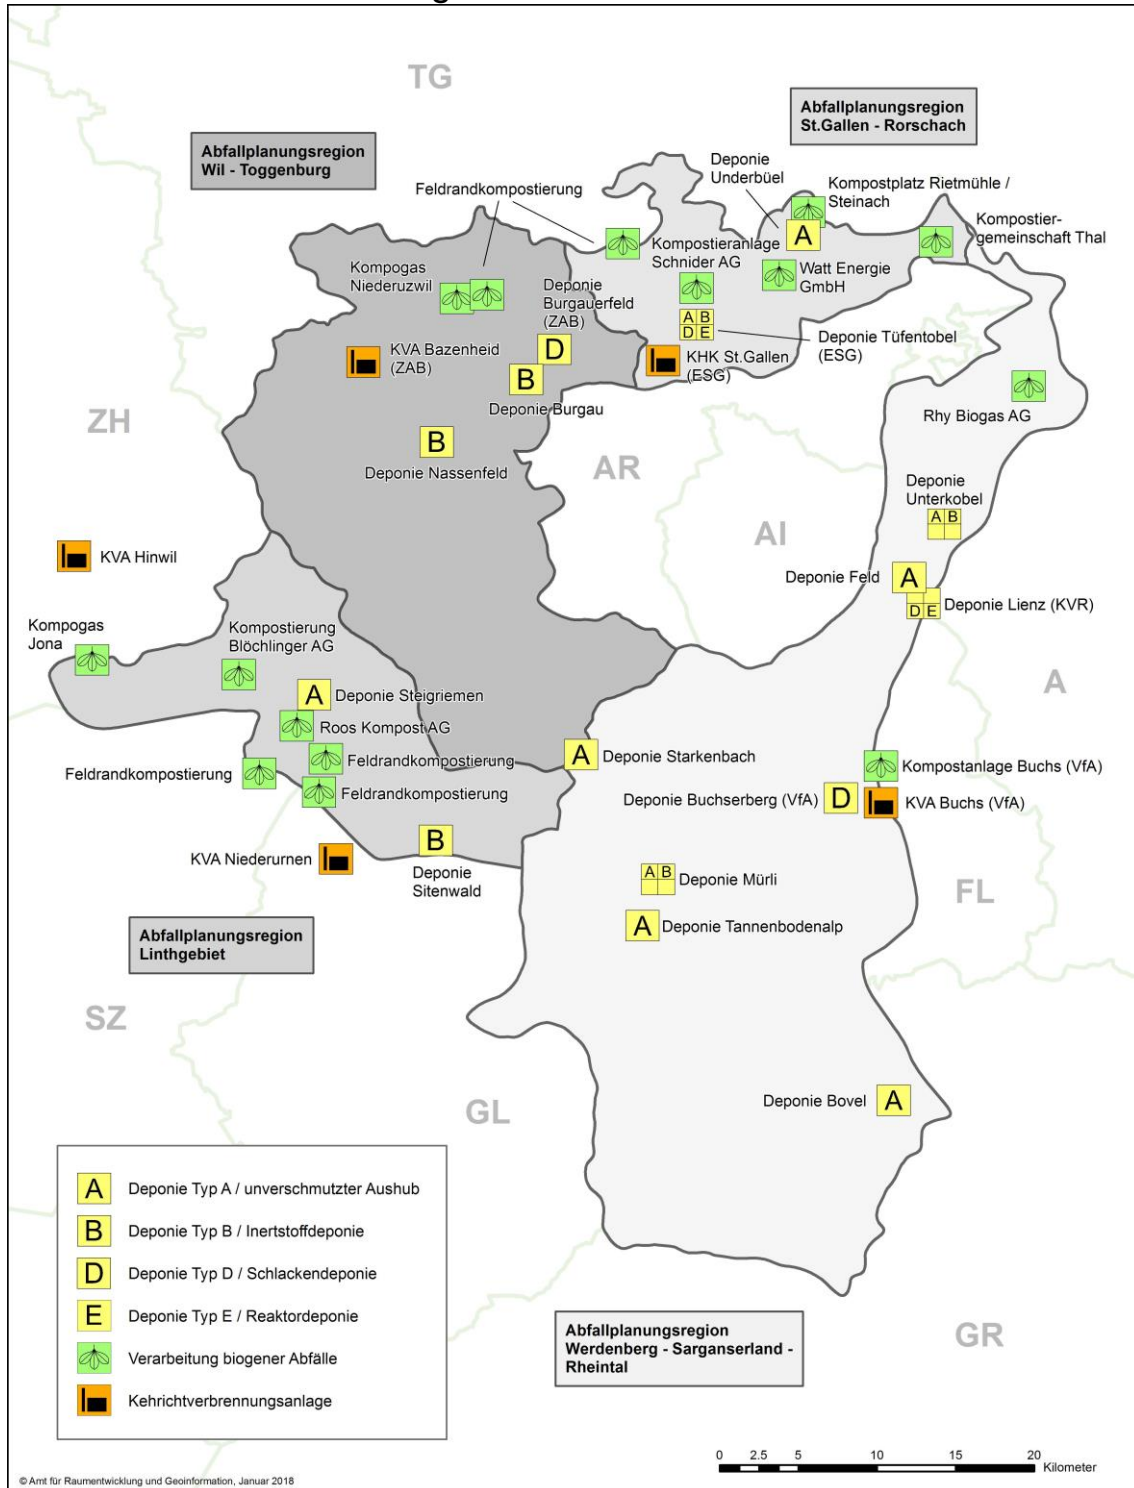 TG
Abfallplanungsregion
St.Gallen - Rorschach
Abfallplanungsregion
Wil - Toggenburg
Deponie
Underbüel
Feldrandkompostierung
Kompostplatz Rietmühle /
Steinach
Kompostier-
gemeinschaft Thal
A
Kompostieranlage
Schnider AG
Watt Energie
GmbH
Kompogas
Niederuzwil
Deponie
Burgauerfeld
(ZAB)
A B
D E
Deponie Tüfentobel
(ESG)
D
KVA Bazenheid
(ZAB)
KHK St.Gallen
(ESG)
B
Deponie Burgau
Rhy Biogas AG
ZH
B
Deponie Nassenfeld
AR
Deponie
Unterkobel
A B
AI
KVA Hinwil
Deponie Feld
A
D E
Deponie Lienz (KVR)
Kompogas
Jona
Kompostierung
Blöchlinger AG
A
A
Deponie Steigriemen
Roos Kompost AG
Feldrandkompostierung
Feldrandkompostierung
Feldrandkompostierung
A
Deponie Starkenbach
Kompostanlage Buchs (VfA)
Deponie Buchserberg (VfA)
D
KVA Buchs (VfA)
KVA Niederurnen
B
Deponie
Sitenwald
A B
Deponie Mürli
FL
A
Deponie Tannenbodenalp
Abfallplanungsregion
Linthgebiet
SZ
GL
Deponie Bovel
A
A
Deponie Typ A / unverschmutzter Aushub
B
Deponie Typ B / Inertstoffdeponie
D
Deponie Typ D / Schlackendeponie
E
Deponie Typ E / Reaktordeponie
Verarbeitung biogener Abfälle
Kehrichtverbrennungsanlage
Abfallplanungsregion
Werdenberg - Sarganserland -
Rheintal
GR
0 2.5 5 10 15 20
Kilometer
© Amt für Raumentwicklung und Geoinformation, Januar 2018